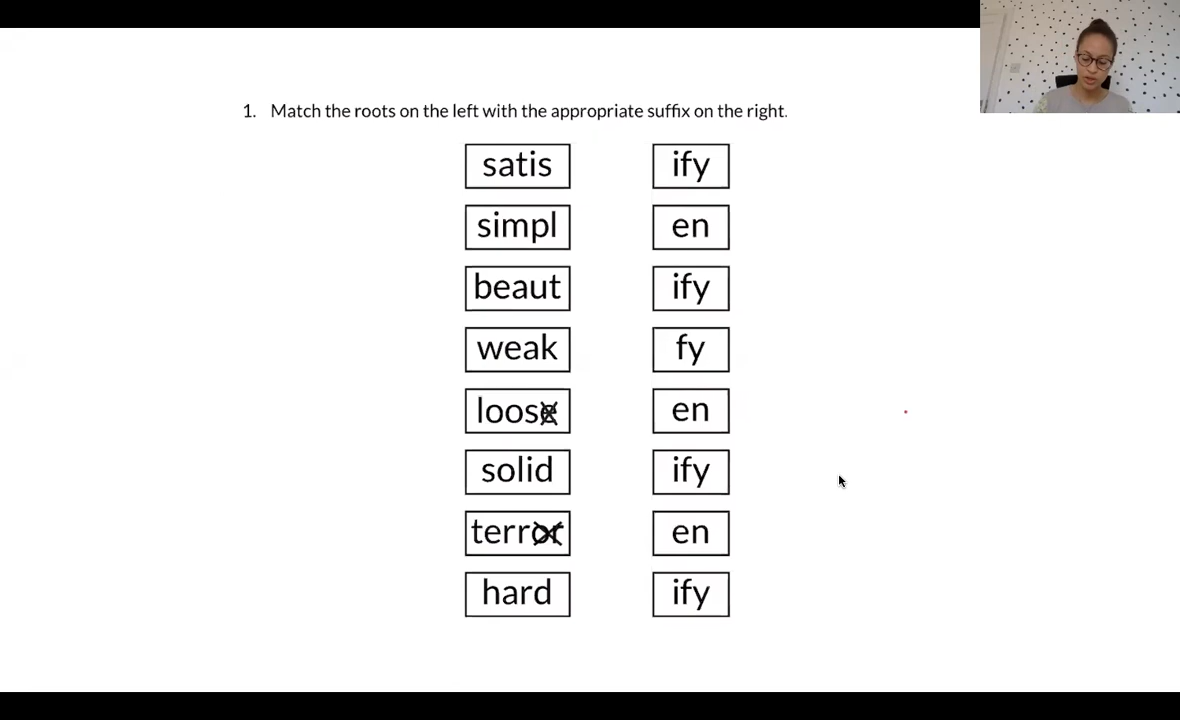 1. Match the roots on the left with the appropriate suffix on the right.
satis ify
simpl en
beaut ify
weak fy
loose en
solid ify
terror en
hard ify